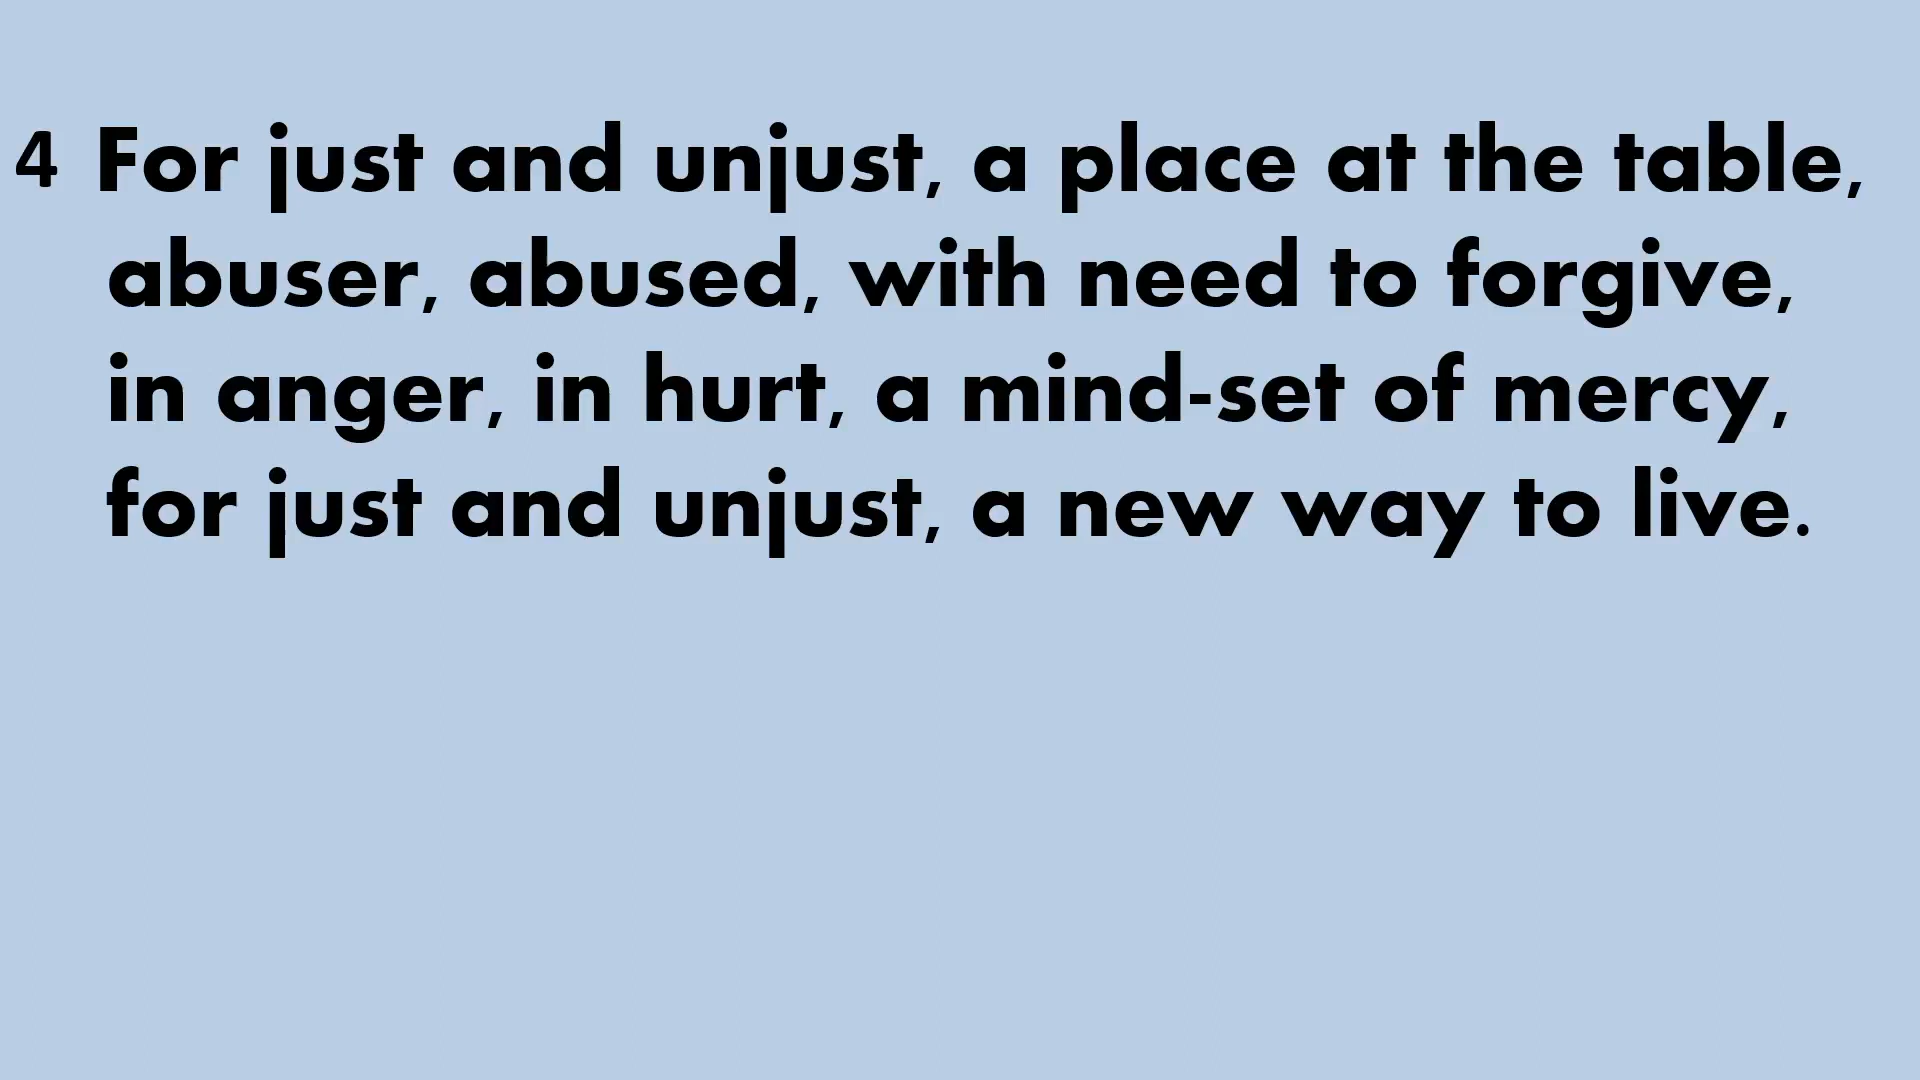 4 For just and unjust, a place at the table,
abuser, abused, with need to forgive,
in anger, in hurt, a mind-set of mercy,
for just and unjust, a new way to live.